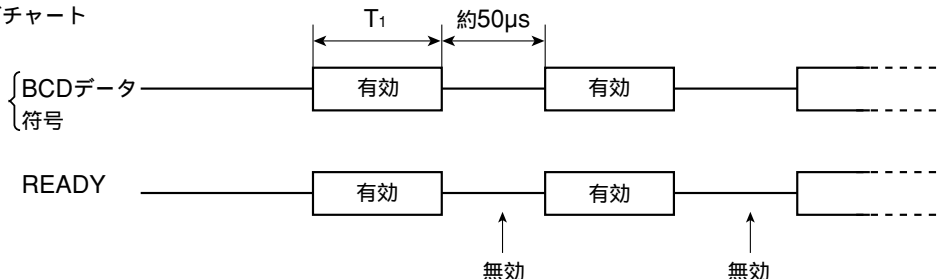 チャート
T₁ 約50μs
BCDデータ 有効 有効
符号
READY 有効 有効
無効 無効